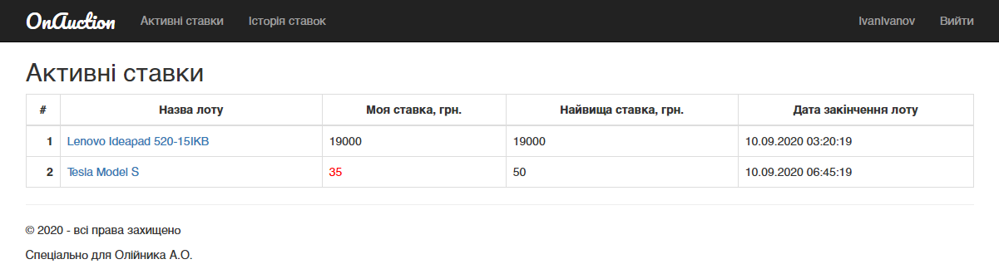 OnAuction Активні ставки Історія ставок IvanIvanov Вийти
Активні ставки
# Назва лоту Моя ставка, грн. Найвища ставка, грн. Дата закінчення лоту
1 Lenovo Ideapad 520-15IKB 19000 19000 10.09.2020 03:20:19
2 Tesla Model S 35 50 10.09.2020 06:45:19
© 2020 - всі права захищено
Спеціально для Олійника А.О.